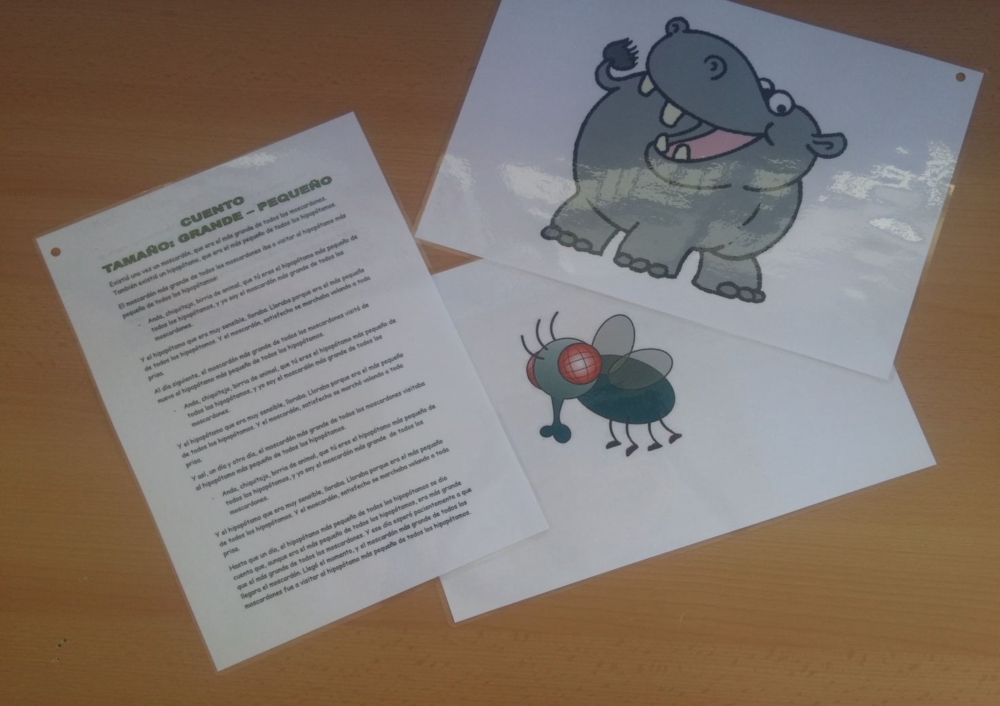 CUENTO
TAMAÑO: GRANDE – PEQUEÑO
Existió una vez un moscardón, que era el más grande de todos los moscardones.
También existió un hipopótamo, que era el más pequeño de todos los hipopótamos.
El moscardón más grande de todos los moscardones iba a visitar al hipopótamo más
pequeño de todos los hipopótamos:
- Anda, chiquitajo, birria de animal, que tú eres el hipopótamo más pequeño de
todos los hipopótamos, y yo soy el moscardón más grande de todos los
moscardones.
Y el hipopótamo que era muy sensible, lloraba. Lloraba porque era el más pequeño
de todos los hipopótamos. Y el moscardón, satisfecho se marchaba volando a toda
prisa.
Al día siguiente, el moscardón más grande de todos los moscardones visitó de
nuevo al hipopótamo más pequeño de todos los hipopótamos.
- Anda, chiquitajo, birria de animal, que tú eres el hipopótamo más pequeño de
todos los hipopótamos, y yo soy el moscardón más grande de todos los
moscardones.
Y el hipopótamo que era muy sensible, lloraba. Lloraba porque era el más pequeño
de todos los hipopótamos. Y el moscardón, satisfecho se marchó volando a toda
prisa.
Y así, un día y otro día, el moscardón más grande de todos los moscardones visitaba
al hipopótamo más pequeño de todos los hipopótamos.
- Anda, chiquitajo, birria de animal, que tú eres el hipopótamo más pequeño de
todos los hipopótamos, y yo soy el moscardón más grande de todos los
moscardones.
Y el hipopótamo que era muy sensible, lloraba. Lloraba porque era el más pequeño
de todos los hipopótamos. Y el moscardón, satisfecho se marchaba volando a toda
prisa.
Hasta que un día, el hipopótamo más pequeño de todos los hipopótamos se dio
cuenta que, aunque era el más pequeño de todos los hipopótamos, era más grande
que el más grande de todos los moscardones. Y ese día esperó pacientemente a que
llegara el moscardón. Llegó el momento, y el moscardón más grande de todos los
moscardones fue a visitar al hipopótamo más pequeño de todos los hipopótamos.